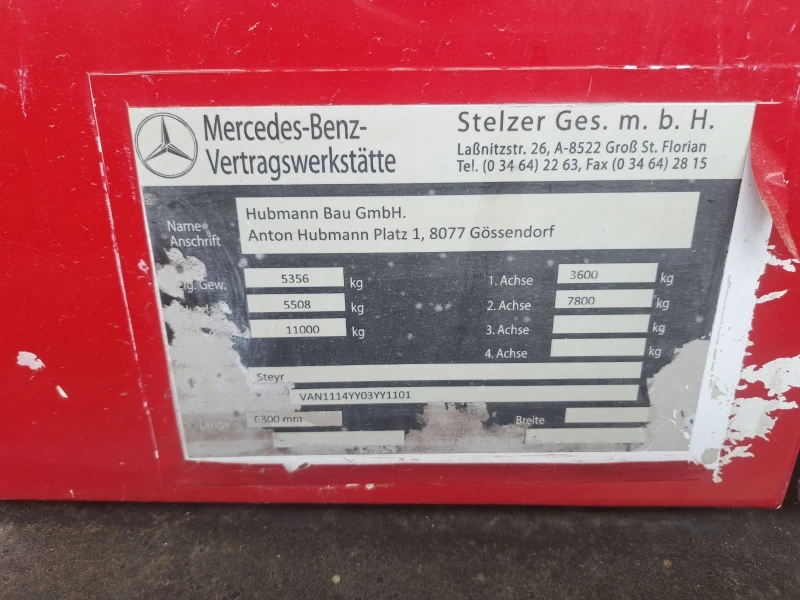 Mercedes-Benz-
Vertragswerkstätte
Stelzer Ges. m. b. H.
Laßnitzstr. 26, A-8522 Groß St. Florian
Tel. (0 34 64) 22 63, Fax (0 34 64) 28 15
Name
Anschrift
Hubmann Bau GmbH.
Anton Hubmann Platz 1, 8077 Gössendorf
Gew. 5356 kg
5508 kg
11000 kg
1. Achse 3600 kg
2. Achse 7800 kg
3. Achse kg
4. Achse kg
Steyr
VAN1114YY03YY1101
Länge 6300 mm
Breite